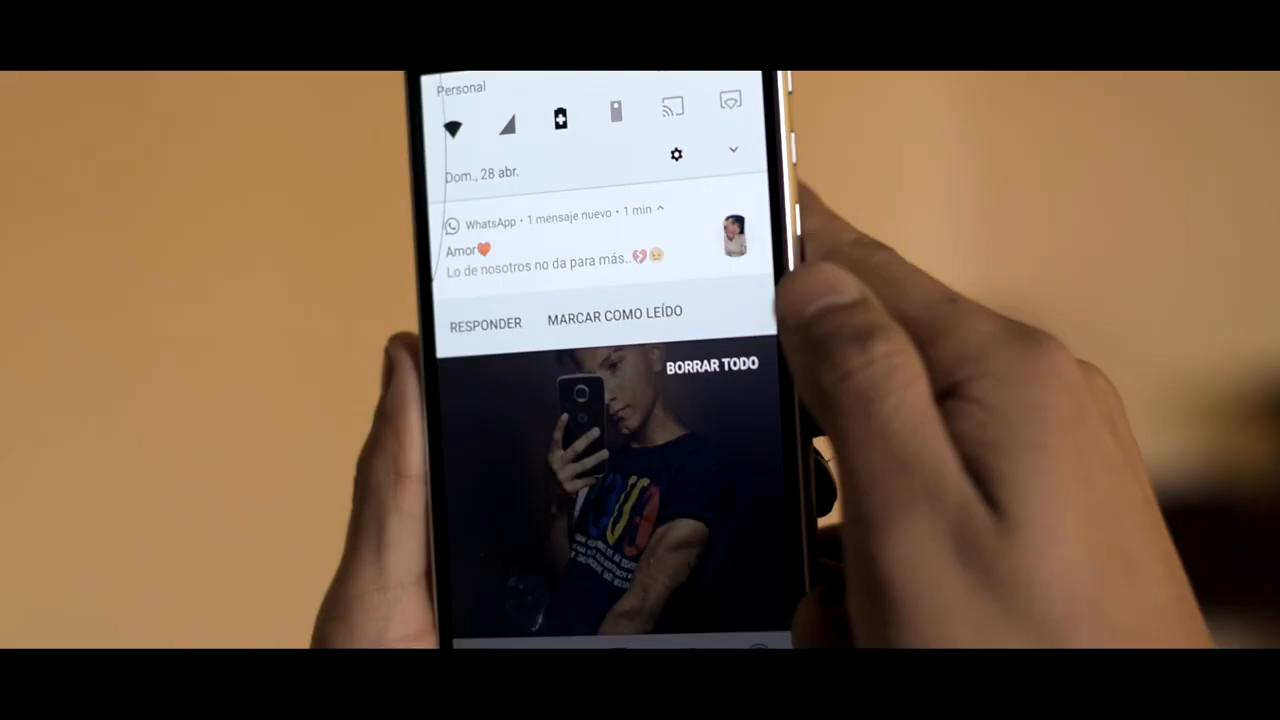 Personal
Dom., 28 abr.
WhatsApp • 1 mensaje nuevo • 1 min
Amor❤️
Lo de nosotros no da para más..💔😢
RESPONDER MARCAR COMO LEÍDO
BORRAR TODO